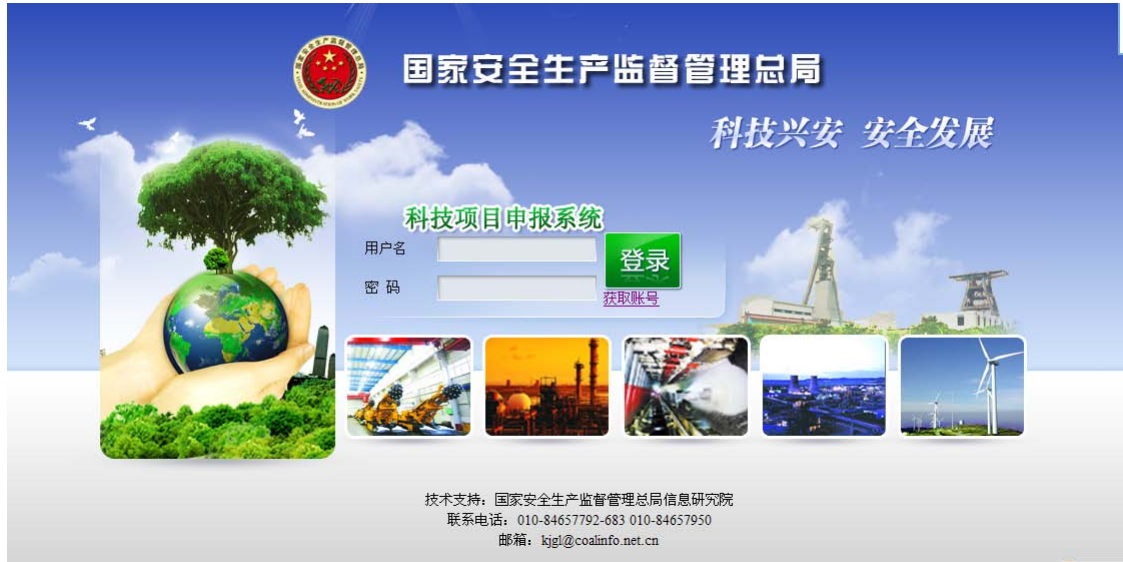 国家安全生产监督管理总局
科技兴安 安全发展
科技项目申报系统
用户名
登录
密 码
获取账号
技术支持：国家安全生产监督管理总局信息研究院
联系电话：010-84657792-683 010-84657950
邮箱：kjgl@coalinfo.net.cn